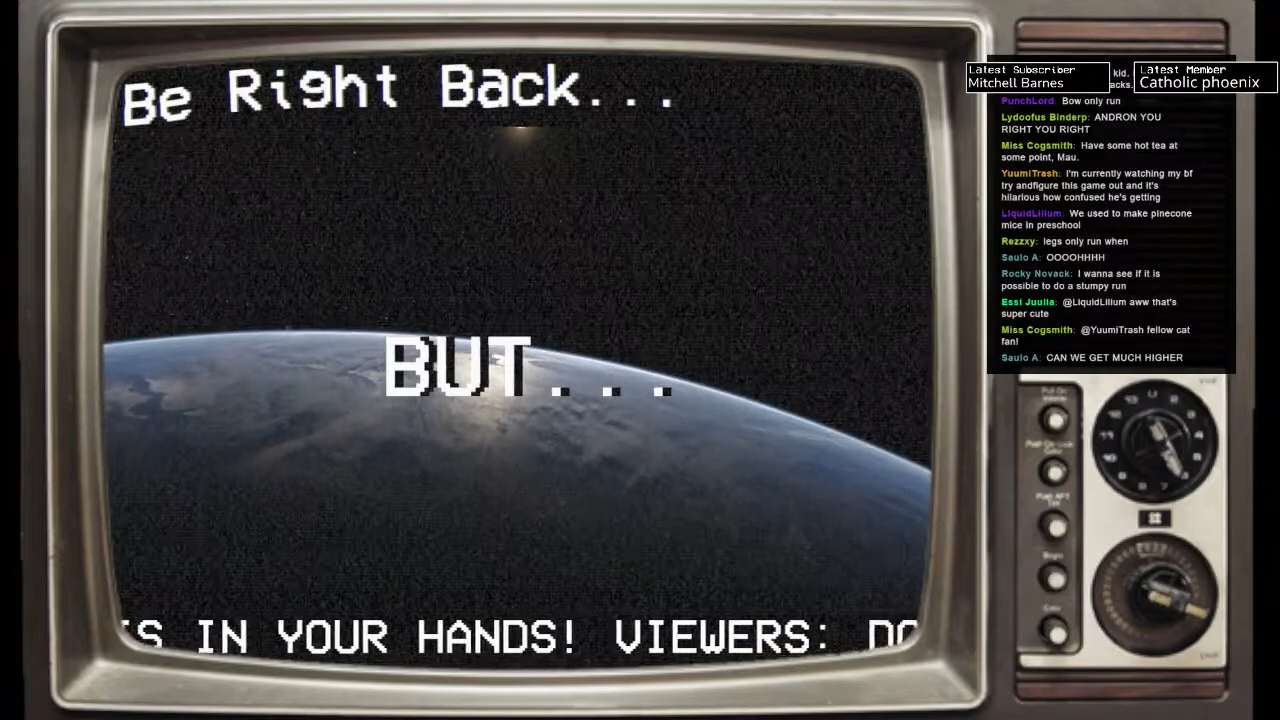 Be Right Back...
BUT...
IN YOUR HANDS! VIEWERS:
Latest Subscriber
Mitchell Barnes
Latest Member
Catholic phoenix
kid.
acks.
PunchLord: Bow only run
Lydoofus Binderp: ANDRON YOU
RIGHT YOU RIGHT
Miss Cogsmith: Have some hot tea at
some point, Mau.
YuumiTrash: I'm currently watching my bf
try andfigure this game out and it's
hilarious how confused he's getting
LiquidLilium: We used to make pinecone
mice in preschool
Rezzxy: legs only run when
Saulo A: OOOOHHHH
Rocky Novack: I wanna see if it is
possible to do a stumpy run
Essi Juulia: @LiquidLilium aww that's
super cute
Miss Cogsmith: @YuumiTrash fellow cat
fan!
Saulo A: CAN WE GET MUCH HIGHER